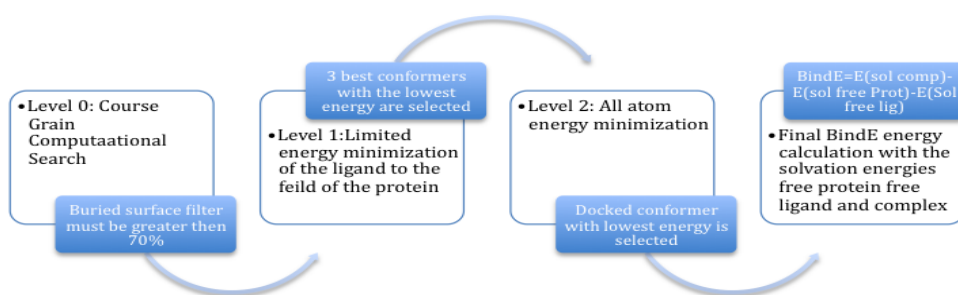 •Level 0: Course
Grain
Computaational
Search
Buried surface filter
must be greater then
70%
3 best conformers
with the lowest
energy are selected
•Level 1:Limited
energy minimization
of the ligand to the
feild of the protein
•Level 2: All atom
energy minimization
Docked conformer
with lowest energy is
selected
BindE=E(sol comp)-
E(sol free Prot)-E(Sol
free lig)
•Final BindE energy
calculation with the
solvation energies
free protein free
ligand and complex